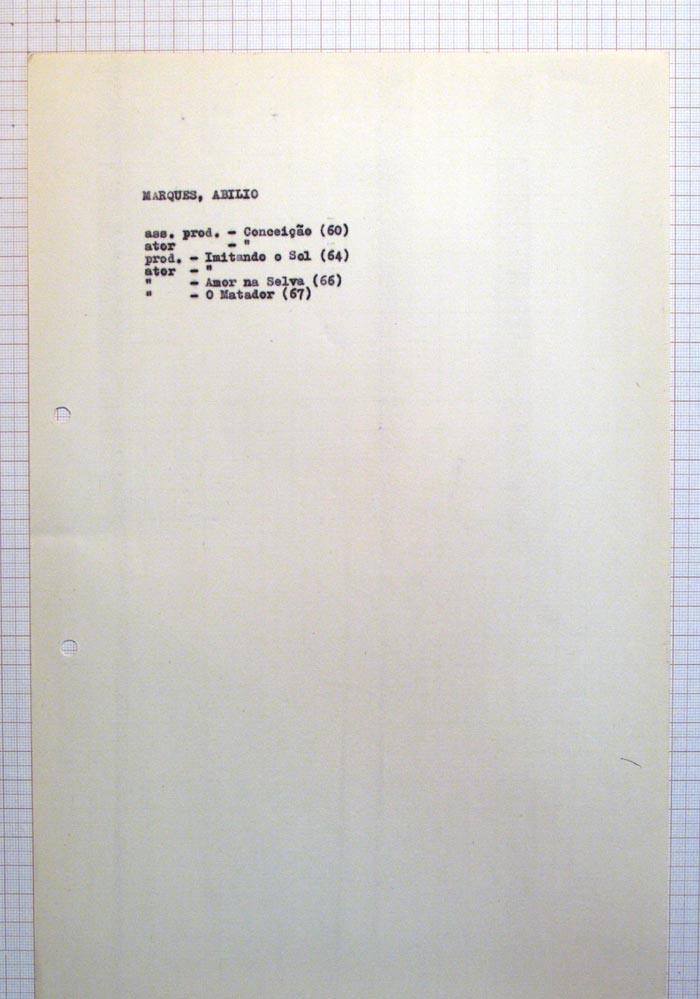 MARQUES, ABILIO
ass. prod. - Conceição (60)
ator - "
prod. - Imitando o Sol (64)
ator - "
" - Amor na Selva (66)
" - O Matador (67)